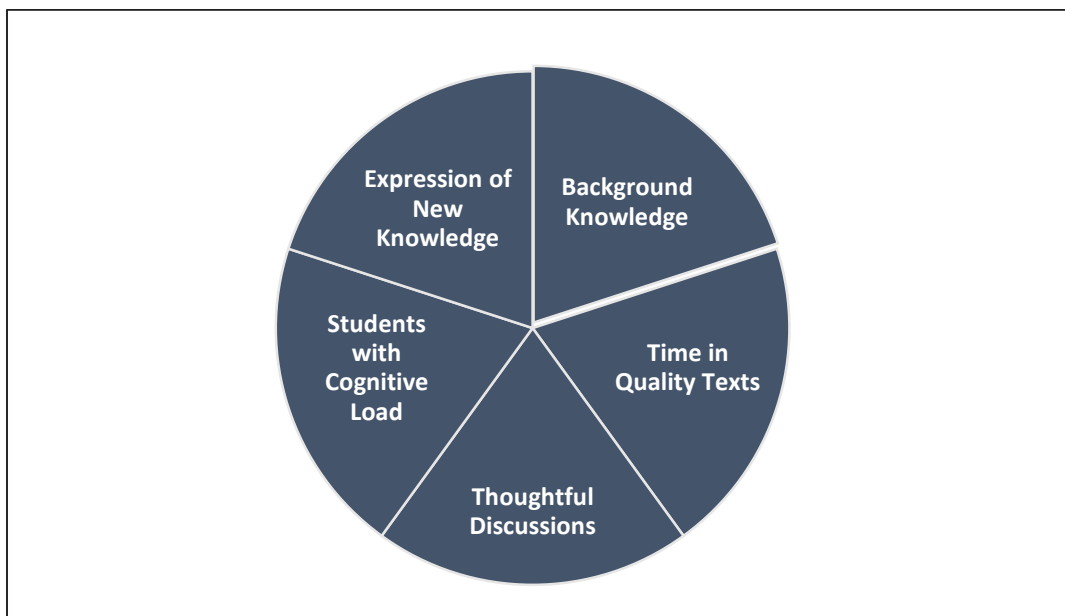 Background
Knowledge
Time in
Quality Texts
Thoughtful
Discussions
Students
with
Cognitive
Load
Expression of
New
Knowledge